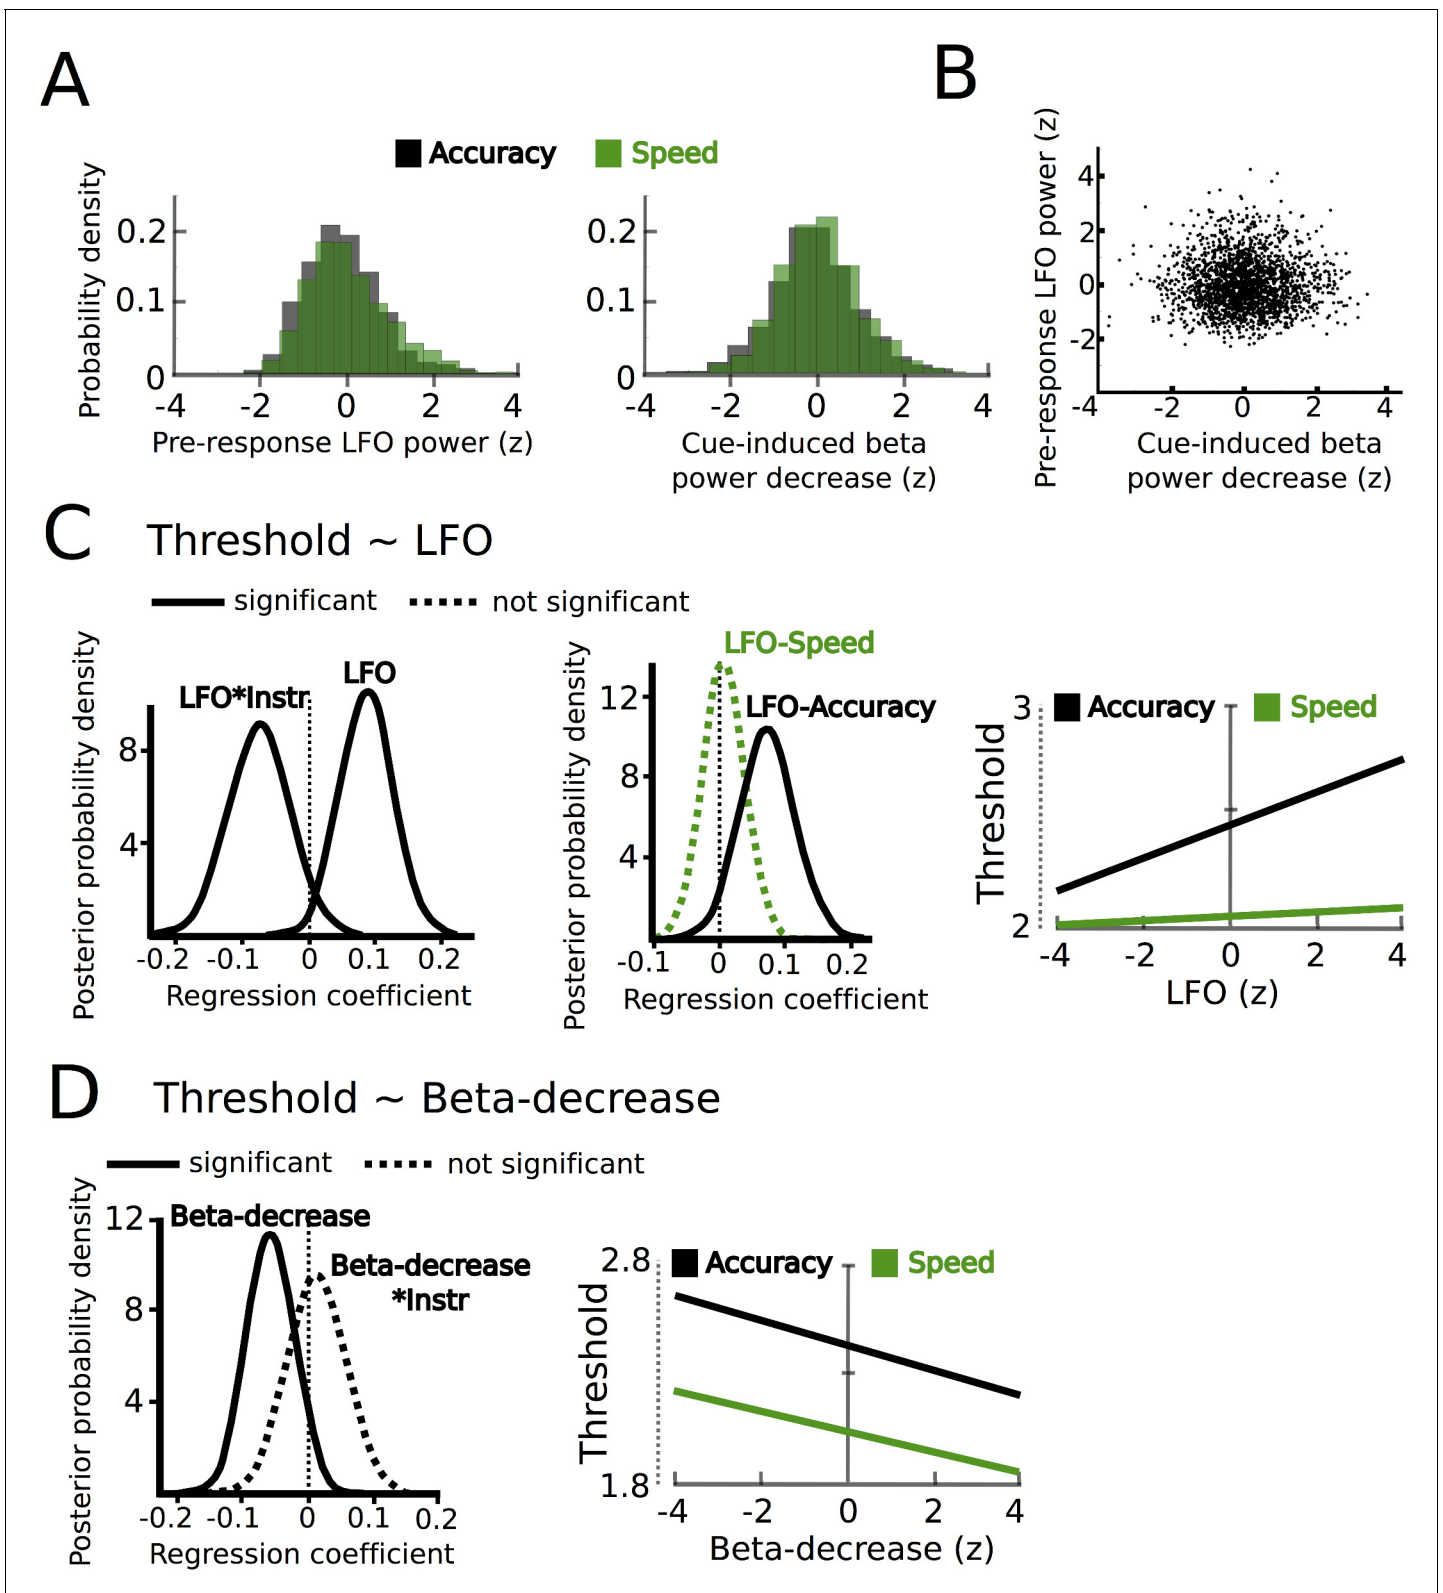 A
B
Accuracy
Speed
Probability density
0.2
0.1
0
-4
-2
0
2
4
Pre-response LFO power (z)
0.2
0.1
0
-4
-2
0
2
4
Cue-induced beta
power decrease (z)
Pre-response LFO power (z)
4
2
0
-2
-4
-2
0
2
4
Cue-induced beta
power decrease (z)
C
Threshold ~ LFO
significant
not significant
Posterior probability density
LFO*Instr
LFO
8
4
-0.2
-0.1
0
0.1
0.2
Regression coefficient
Posterior probability density
LFO-Speed
LFO-Accuracy
12
8
4
-0.1
0
0.1
0.2
Regression coefficient
Threshold
3
2
Accuracy
Speed
-4
-2
0
2
4
LFO (z)
D
Threshold ~ Beta-decrease
significant
not significant
Posterior probability density
12
8
4
Beta-decrease
Beta-decrease
*Instr
-0.2
-0.1
0
0.1
0.2
Regression coefficient
Threshold
2.8
1.8
Accuracy
Speed
-4
-2
0
2
4
Beta-decrease (z)